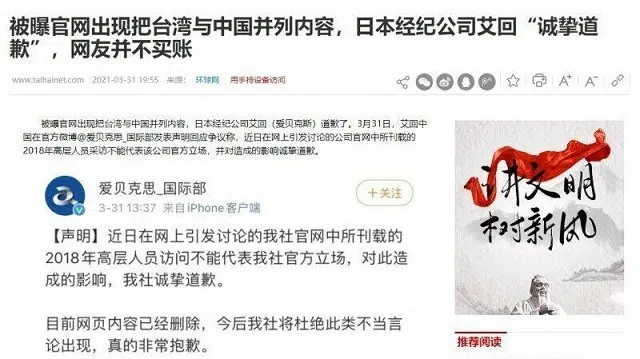 被曝官网出现把台湾与中国并列内容，日本经纪公司艾回“诚挚道
歉”，网友并不买账
www.taihainet.com 2021-03-31 19:55 来源： 环球网 用手持设备访问
被曝官网出现把台湾与中国并列内容，日本经纪公司艾回（爱贝克斯）道歉了。3月31日，艾回中
国在官方微博@爱贝克思_国际部发表声明回应争议称，近日在网上引发讨论的公司官网中所刊载的
2018年高层人员采访不能代表该公司官方立场，并对造成的影响诚挚道歉。
爱贝克思_国际部
3-31 13:37 来自 iPhone客户端
+关注
【声明】近日在网上引发讨论的我社官网中所刊载的
2018年高层人员访问不能代表我社官方立场，对此造
成的影响，我社诚挚道歉。
目前网页内容已经删除，今后我社将杜绝此类不当言
论出现，真的非常抱歉。
讲文明
树新风
推荐阅读